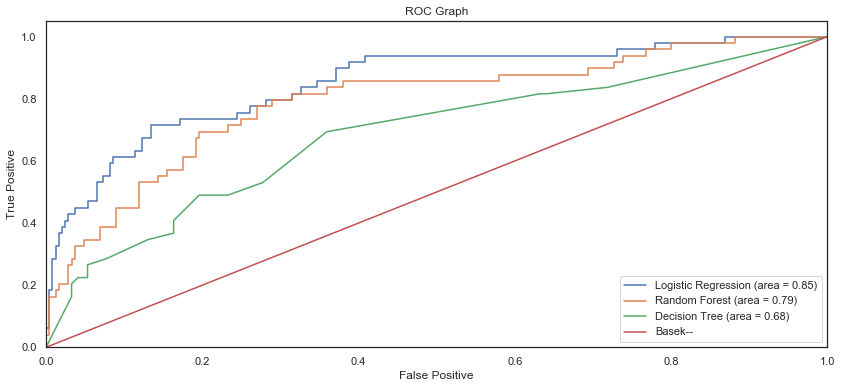 ROC Graph
1.0
0.8
0.6
0.4
0.2
0.0
True Positive
Logistic Regression (area = 0.85)
Random Forest (area = 0.79)
Decision Tree (area = 0.68)
Basek--
0.0 0.2 0.4 0.6 0.8 1.0
False Positive